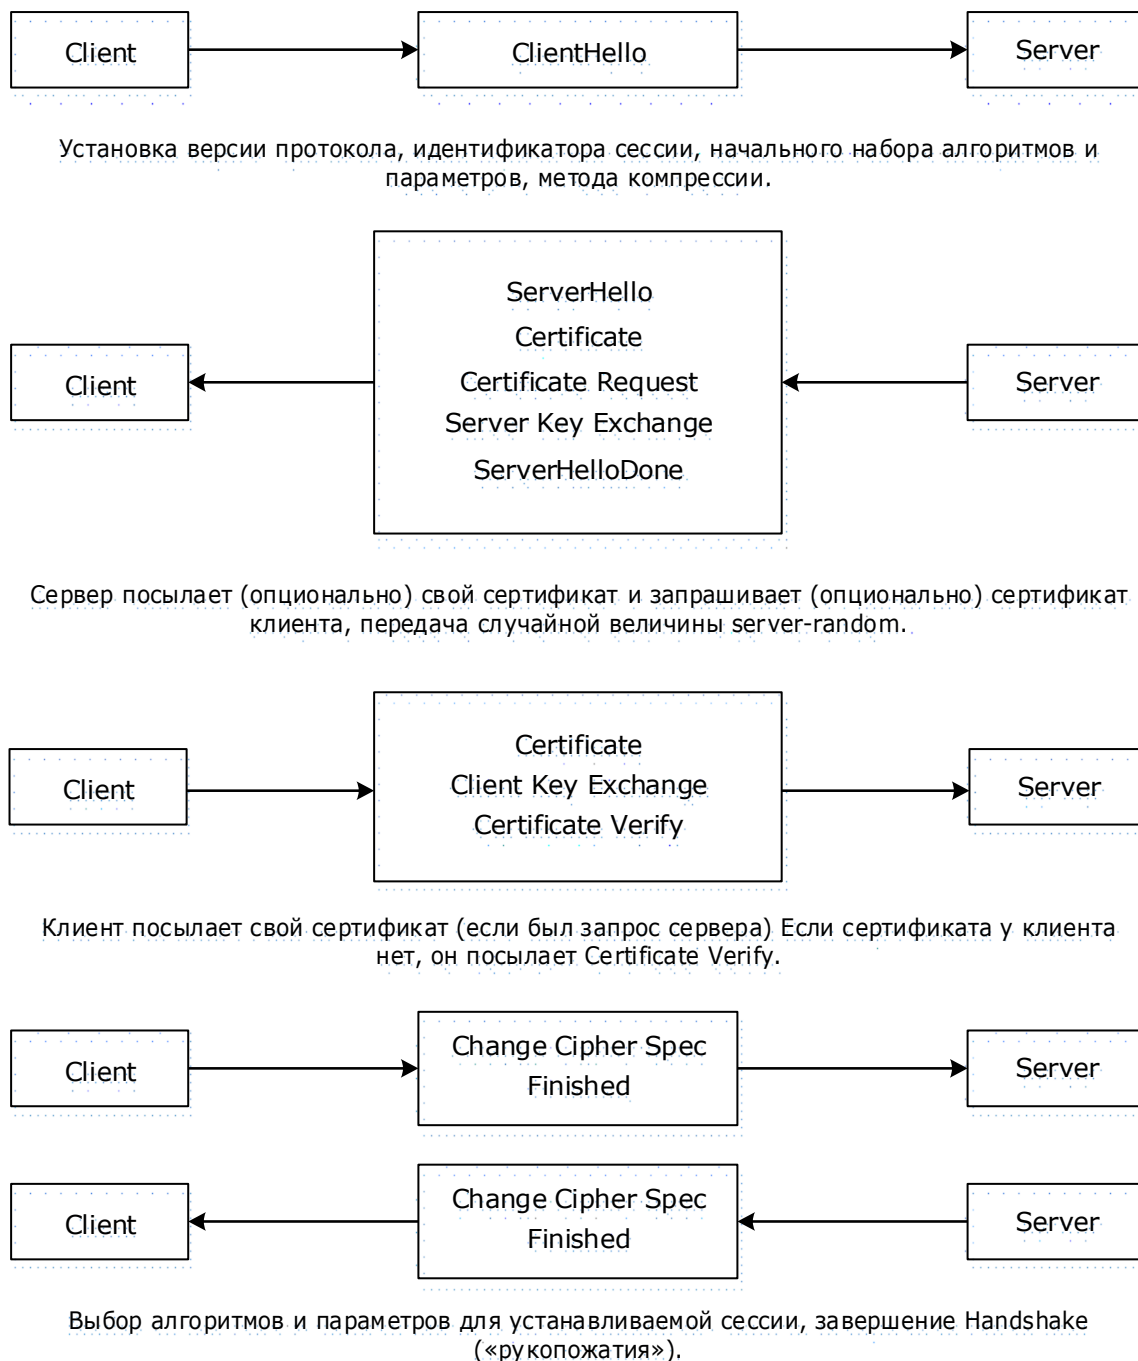 Client
ClientHello
Server
Установка версии протокола, идентификатора сессии, начального набора алгоритмов и
параметров, метода компрессии.
ServerHello
Certificate
Client
Certificate Request
Server
Server Key Exchange
ServerHelloDone
Сервер посылает (опционально) свой сертификат и запрашивает (опционально) сертификат
клиента, передача случайной величины server-random.
Certificate
Client
Client Key Exchange
Server
Certificate Verify
Клиент посылает свой сертификат (если был запрос сервера) Если сертификата у клиента
нет, он посылает Certificate Verify.
Client
Change Cipher Spec
Finished
Server
Client
Change Cipher Spec
Finished
Server
Выбор алгоритмов и параметров для устанавливаемой сессии, завершение Handshake
(«рукопожатия»).